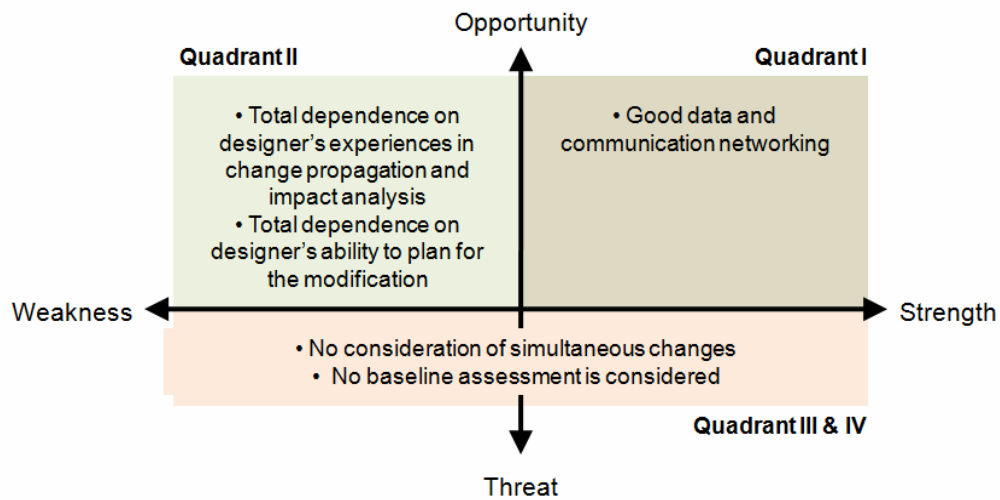 Opportunity
Quadrant II
Quadrant I
• Total dependence on
designer's experiences in
change propagation and
impact analysis
• Total dependence on
designer's ability to plan for
the modification
• Good data and
communication networking
Weakness
Strength
• No consideration of simultaneous changes
• No baseline assessment is considered
Quadrant III & IV
Threat